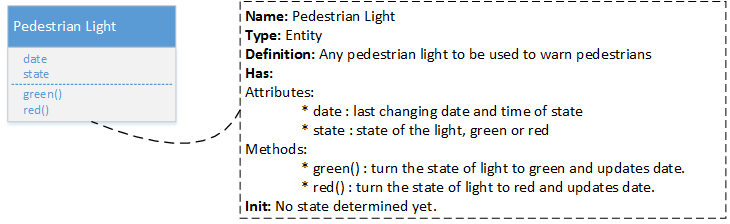 Pedestrian Light
date
state
green()
red()
Name: Pedestrian Light
Type: Entity
Definition: Any pedestrian light to be used to warn pedestrians
Has:
Attributes:
* date : last changing date and time of state
* state : state of the light, green or red
Methods:
* green() : turn the state of light to green and updates date.
* red() : turn the state of light to red and updates date.
Init: No state determined yet.